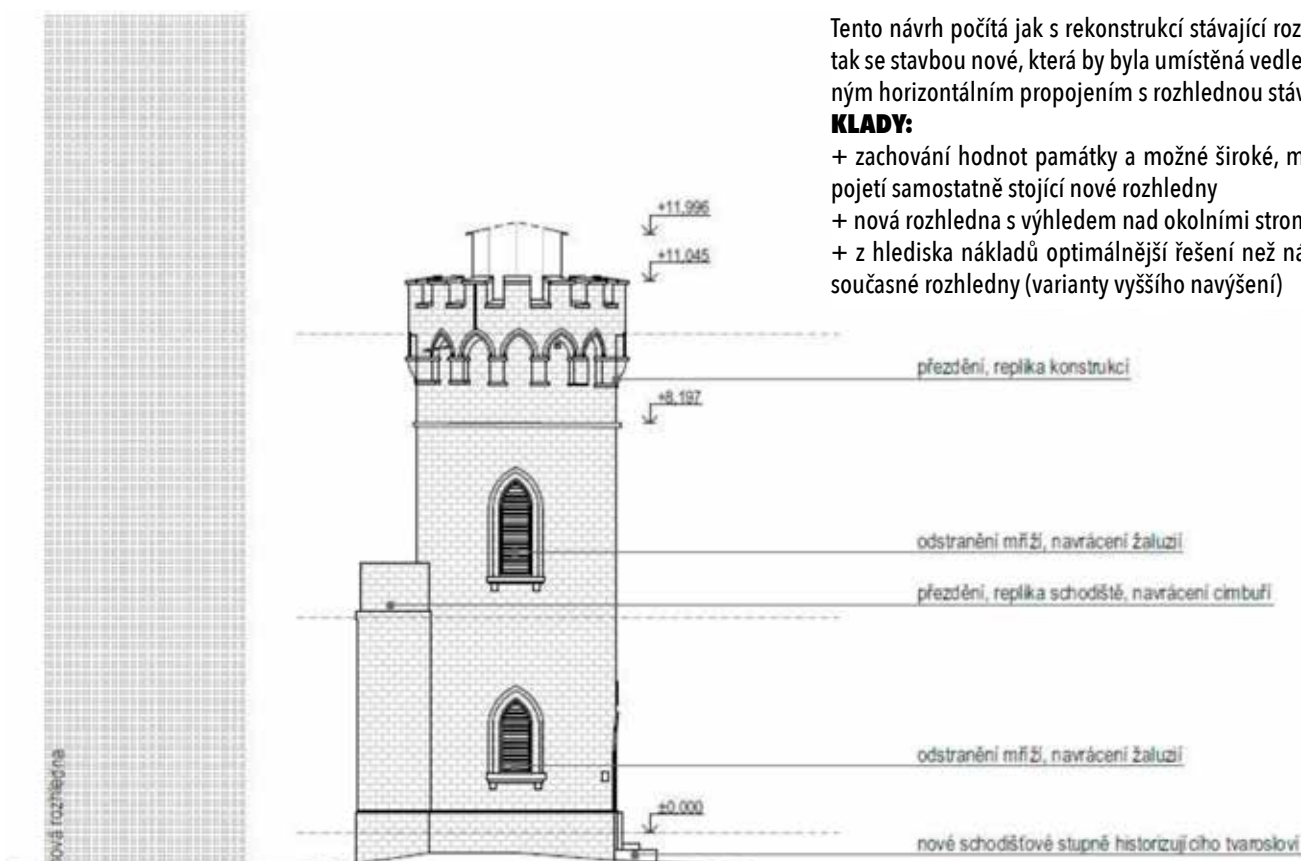 Tento návrh počítá jak s rekonstrukcí stávající roz
tak se stavbou nové, která by byla umístěná vedle
ným horizontálním propojením s rozhlednou stáv
KLADY:
+ zachování hodnot památky a možné široké, m
pojetí samostatně stojící nové rozhledny
+ nová rozhledna s výhledem nad okolními strom
+ z hlediska nákladů optimálnější řešení než ná
současné rozhledny (varianty vyššího navýšení)
+11,996
+11,045
přezdění, replika konstrukcí
+8,197
odstranění mříží, navrácení žaluzií
přezdění, replika schodiště, navrácení cimbuří
odstranění mříží, navrácení žaluzií
±0,000
nové schodišťové stupně historizujícího tvarosloví
nová rozhledna